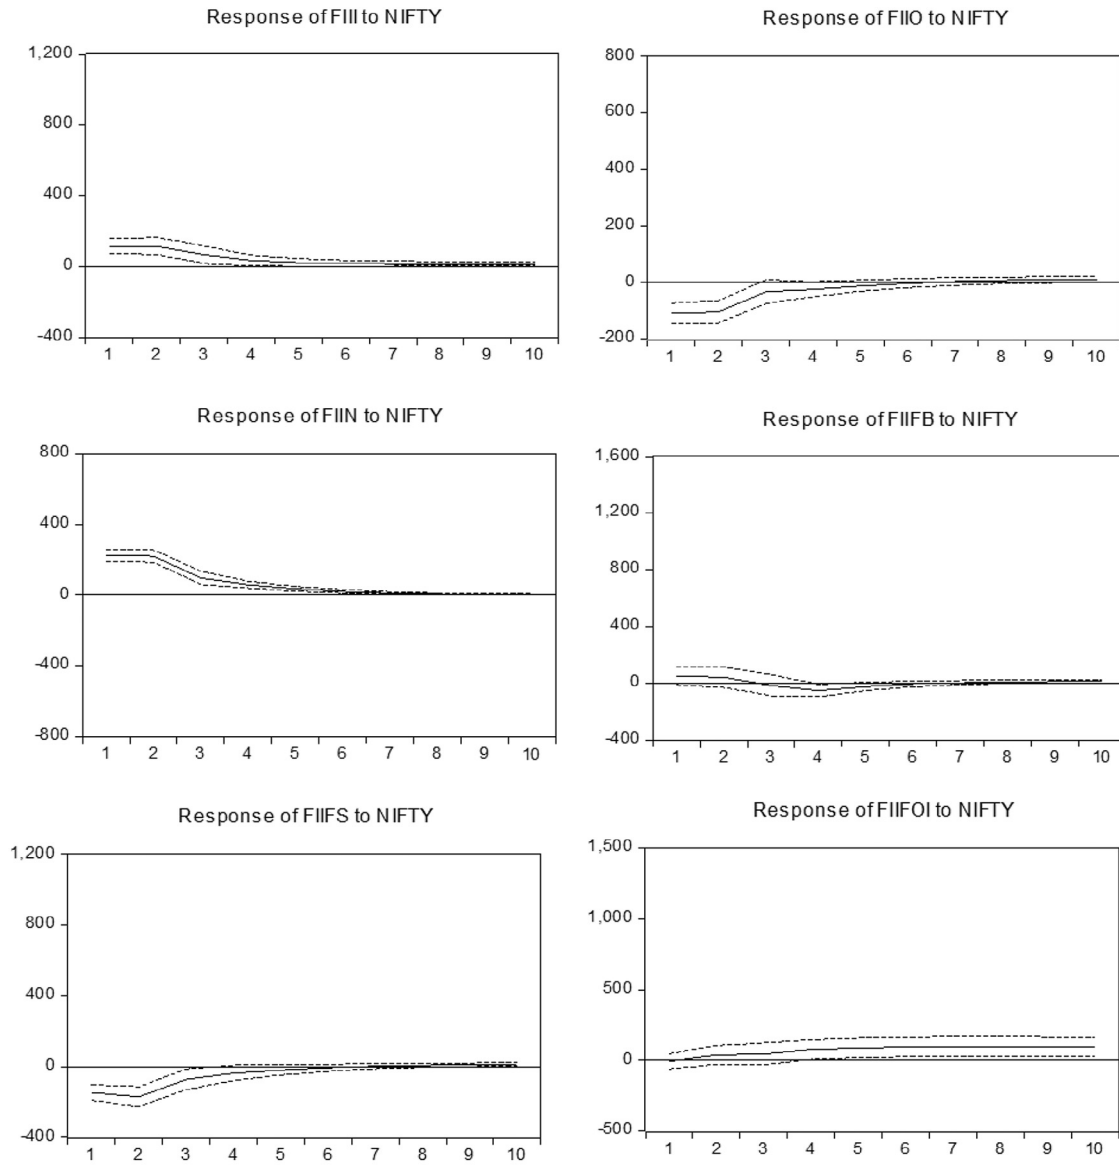 Response of FIII to NIFTY
1,200
800
400
0
-400
1 2 3 4 5 6 7 8 9 10
Response of FIIO to NIFTY
800
600
400
200
0
-200
1 2 3 4 5 6 7 8 9 10
Response of FIIN to NIFTY
800
400
0
-400
-800
1 2 3 4 5 6 7 8 9 10
Response of FIIFB to NIFTY
1,600
1,200
800
400
0
-400
1 2 3 4 5 6 7 8 9 10
Response of FIIFS to NIFTY
1,200
800
400
0
-400
1 2 3 4 5 6 7 8 9 10
Response of FIIFOI to NIFTY
1,500
1,000
500
0
-500
1 2 3 4 5 6 7 8 9 10